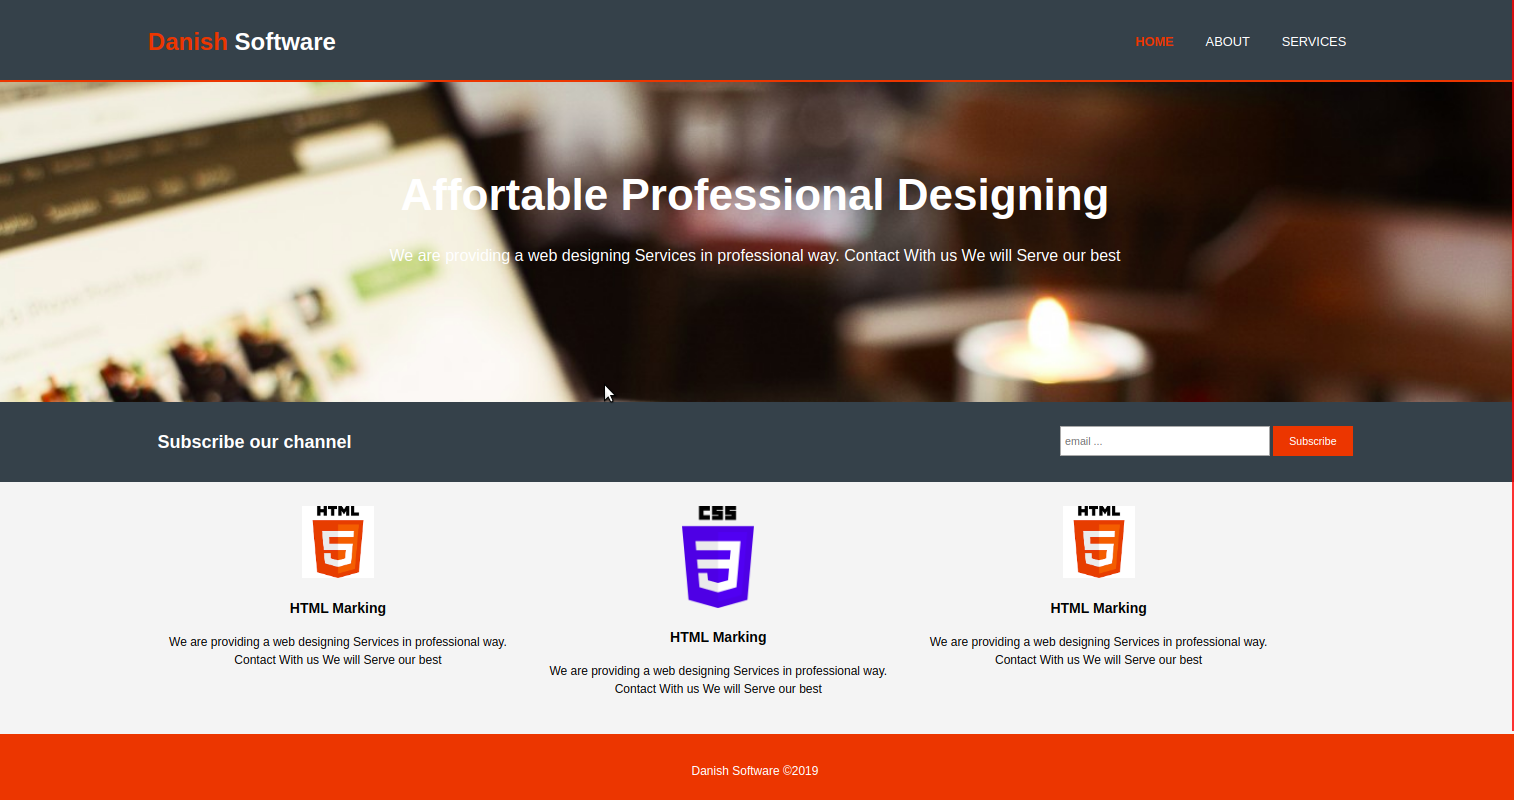 Danish Software
HOME ABOUT SERVICES
Affortable Professional Designing
We are providing a web designing Services in professional way. Contact With us We will Serve our best
Subscribe our channel
email ...
Subscribe
HTML
HTML Marking
We are providing a web designing Services in professional way.
Contact With us We will Serve our best
CSS
HTML Marking
We are providing a web designing Services in professional way.
Contact With us We will Serve our best
HTML
HTML Marking
We are providing a web designing Services in professional way.
Contact With us We will Serve our best
Danish Software ©2019